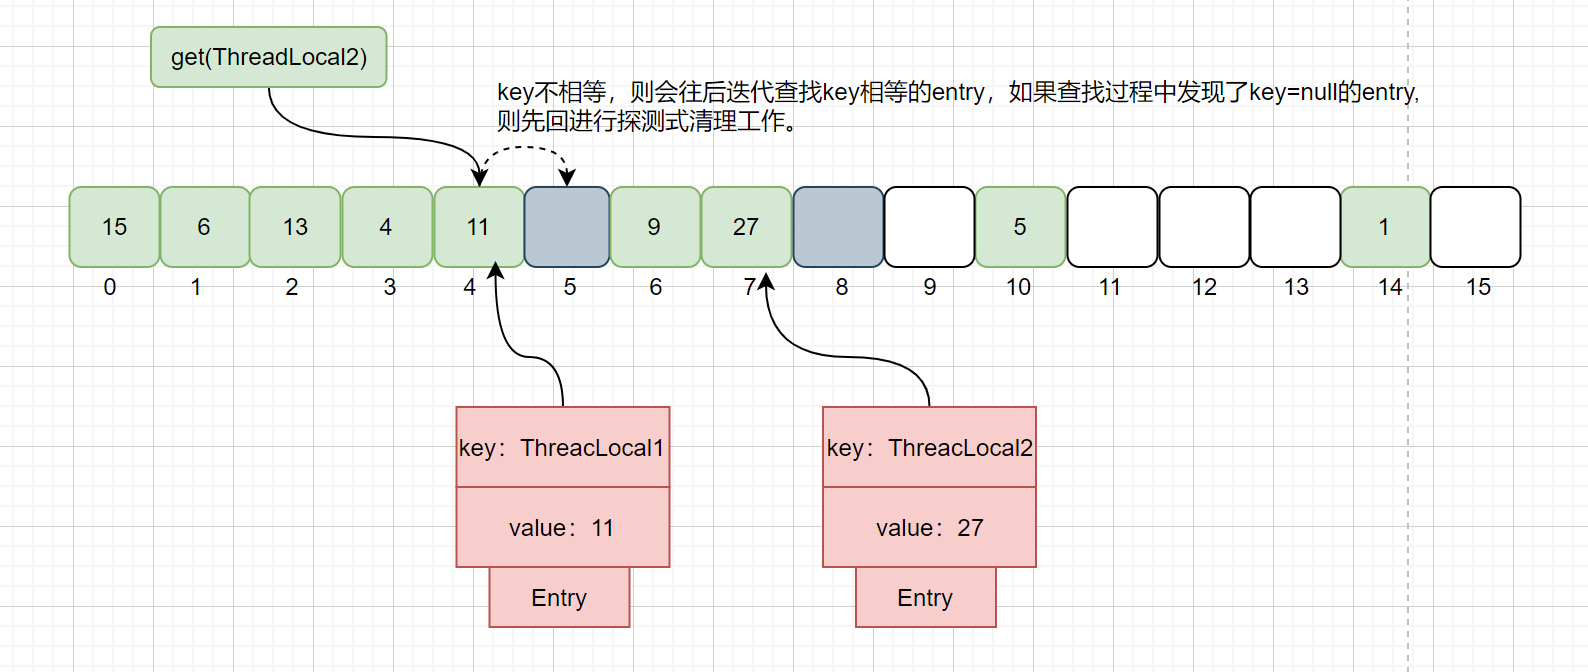 get(ThreadLocal2)
key不相等，则会往后迭代查找key相等的entry，如果查找过程中发现了key=null的entry,
则先回进行探测式清理工作。
15 6 13 4 11 9 27 5 1
0 1 2 3 4 5 6 7 8 9 10 11 12 13 14 15
key：ThreacLocal1
key：ThreacLocal2
value：11
value：27
Entry
Entry